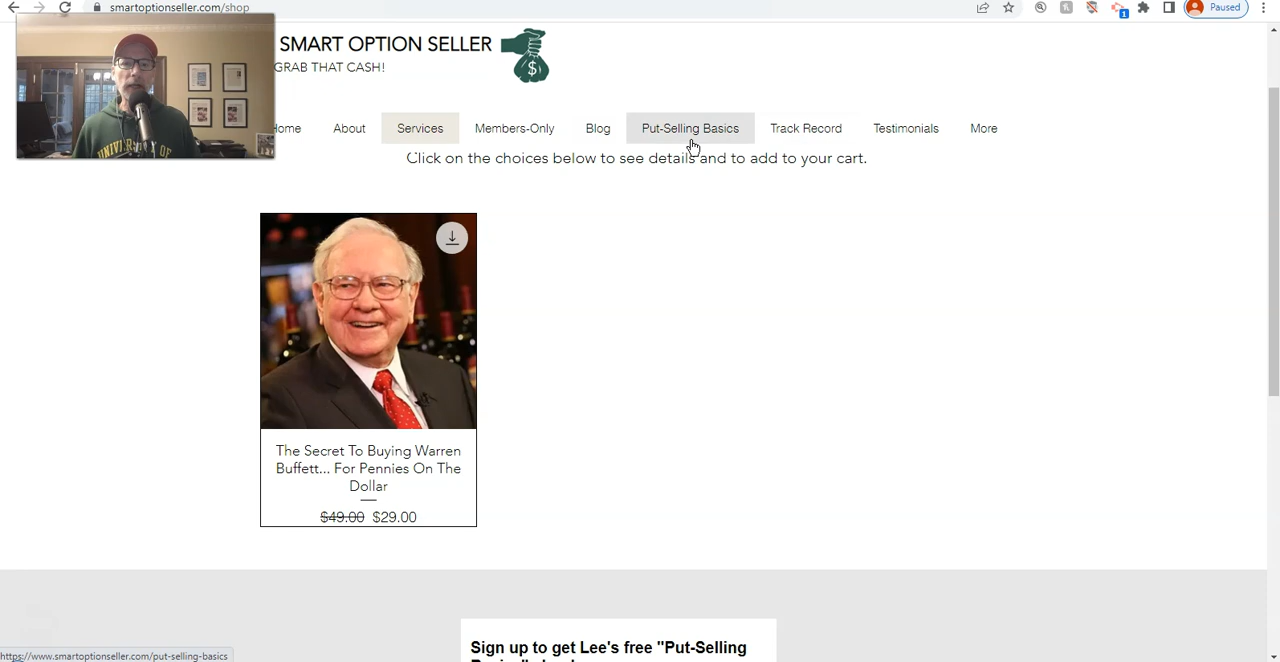 smartoptionseller.com/shop
1
Paused
SMART OPTION SELLER
$
GRAB THAT CASH!
Home About Services Members-Only Blog Put-Selling Basics Track Record Testimonials More
Click on the choices below to see details and to add to your cart.
UNIVERS OF
The Secret To Buying Warren
Buffett... For Pennies On The
Dollar
$49.00 $29.00
Sign up to get Lee's free "Put-Selling
https://www.smartoptionseller.com/put-selling-basics